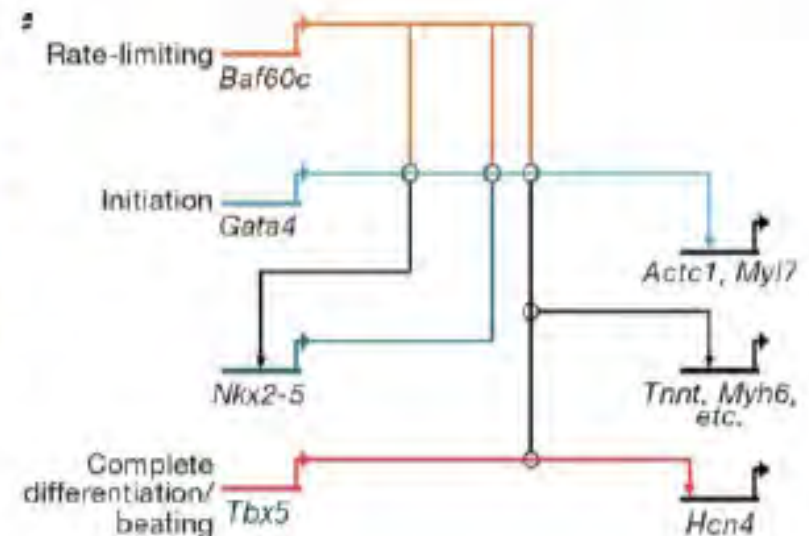 Rate-limiting
Baf60c
Initiation
Gata4
Actc1, Myl7
Nkx2-5
Tnnt, Myh6,
etc.
Complete
differentiation/
beating
Tbx5
Hcn4